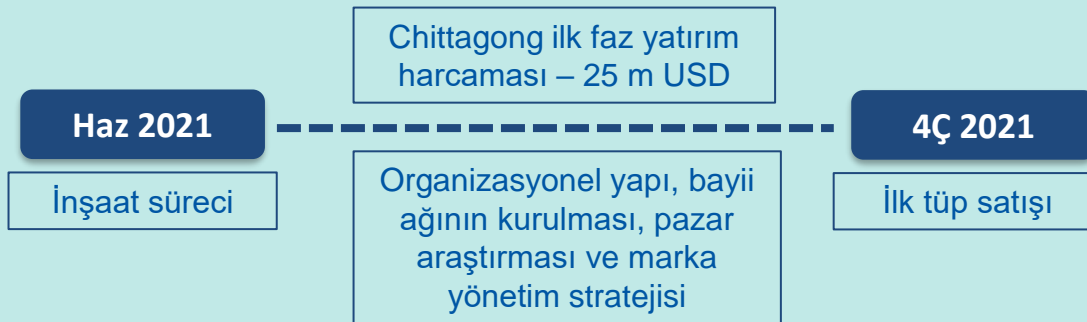 Chittagong ilk faz yatırım
harcaması – 25 m USD
Haz 2021
4Ç 2021
İnşaat süreci
Organizasyonel yapı, bayii
ağının kurulması, pazar
araştırması ve marka
yönetim stratejisi
İlk tüp satışı